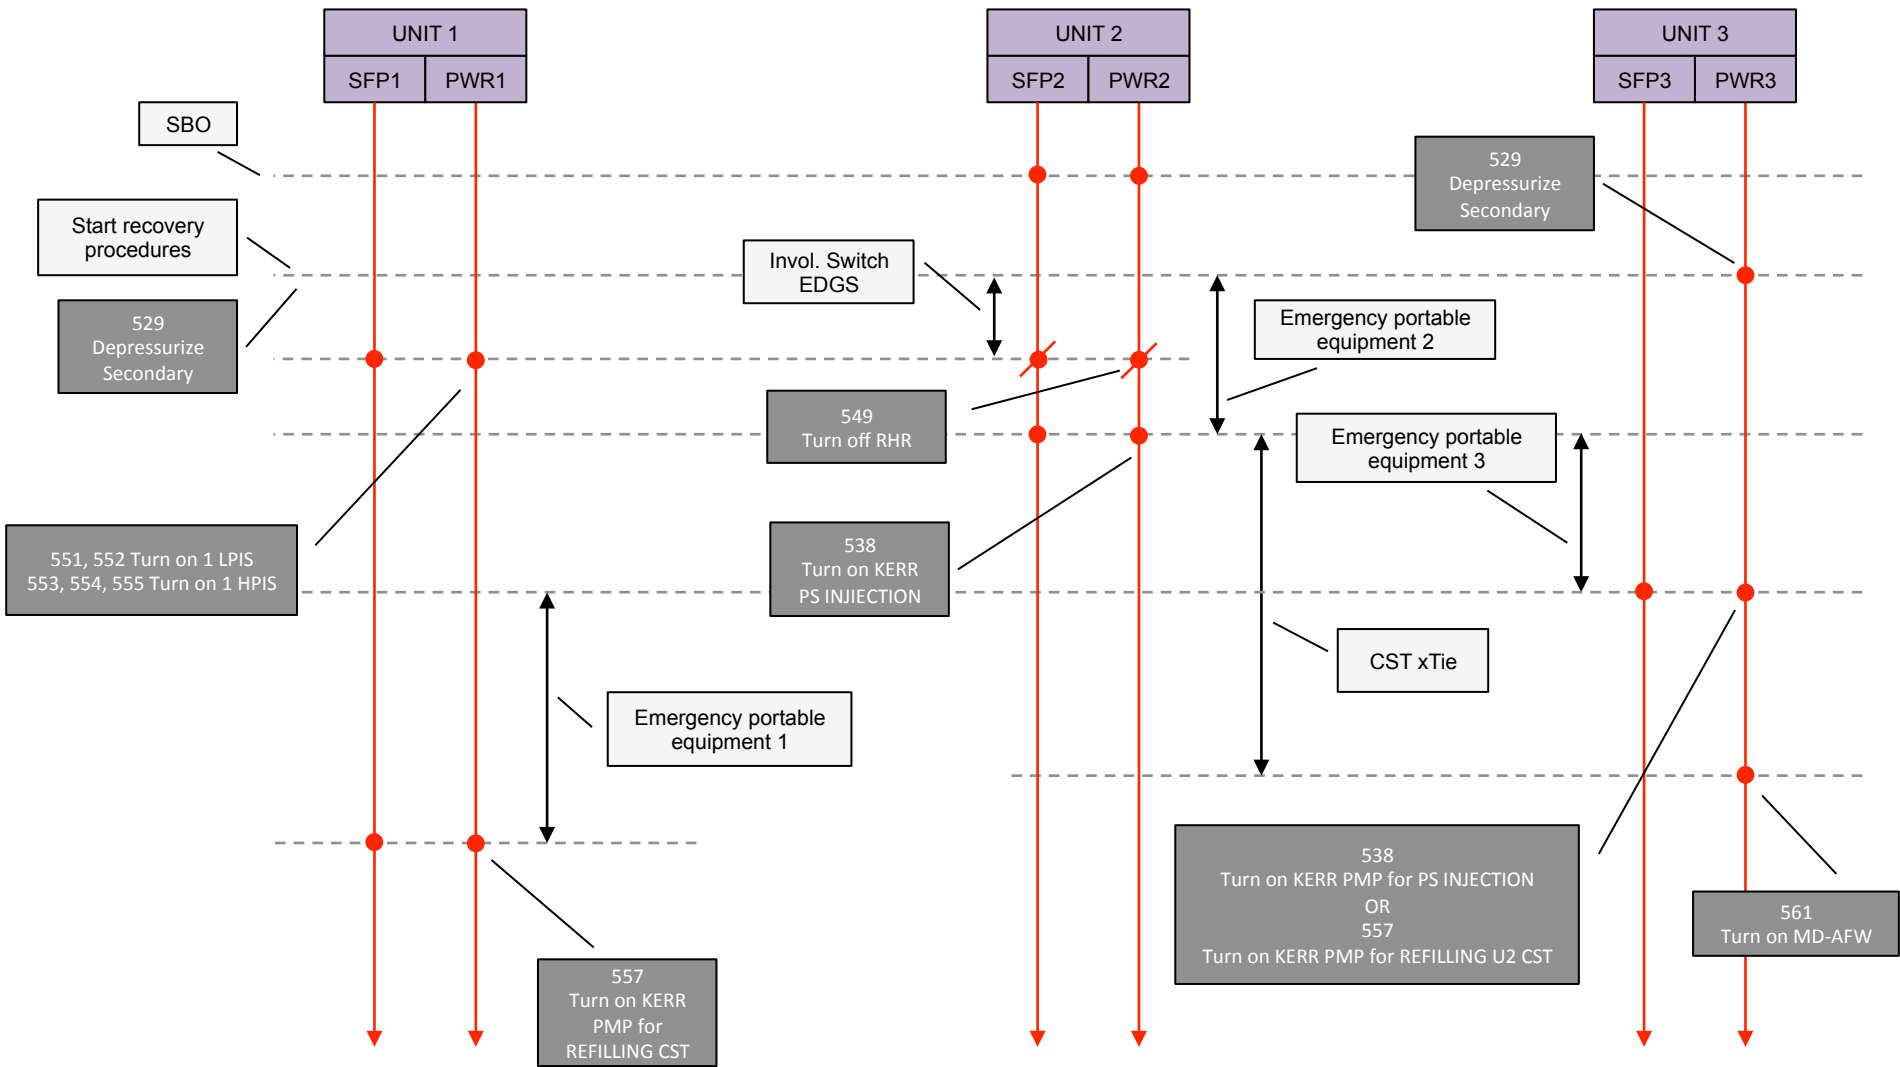 UNIT 1
SFP1
PWR1
UNIT 2
SFP2
PWR2
UNIT 3
SFP3
PWR3
SBO
529
Depressurize
Secondary
Start recovery
procedures
Invol. Switch
EDGS
529
Depressurize
Secondary
Emergency portable
equipment 2
549
Turn off RHR
Emergency portable
equipment 3
551, 552 Turn on 1 LPIS
553, 554, 555 Turn on 1 HPIS
538
Turn on KERR
PS INJIECTION
CST xTie
Emergency portable
equipment 1
538
Turn on KERR PMP for PS INJECTION
OR
557
Turn on KERR PMP for REFILLING U2 CST
561
Turn on MD-AFW
557
Turn on KERR
PMP for
REFILLING CST